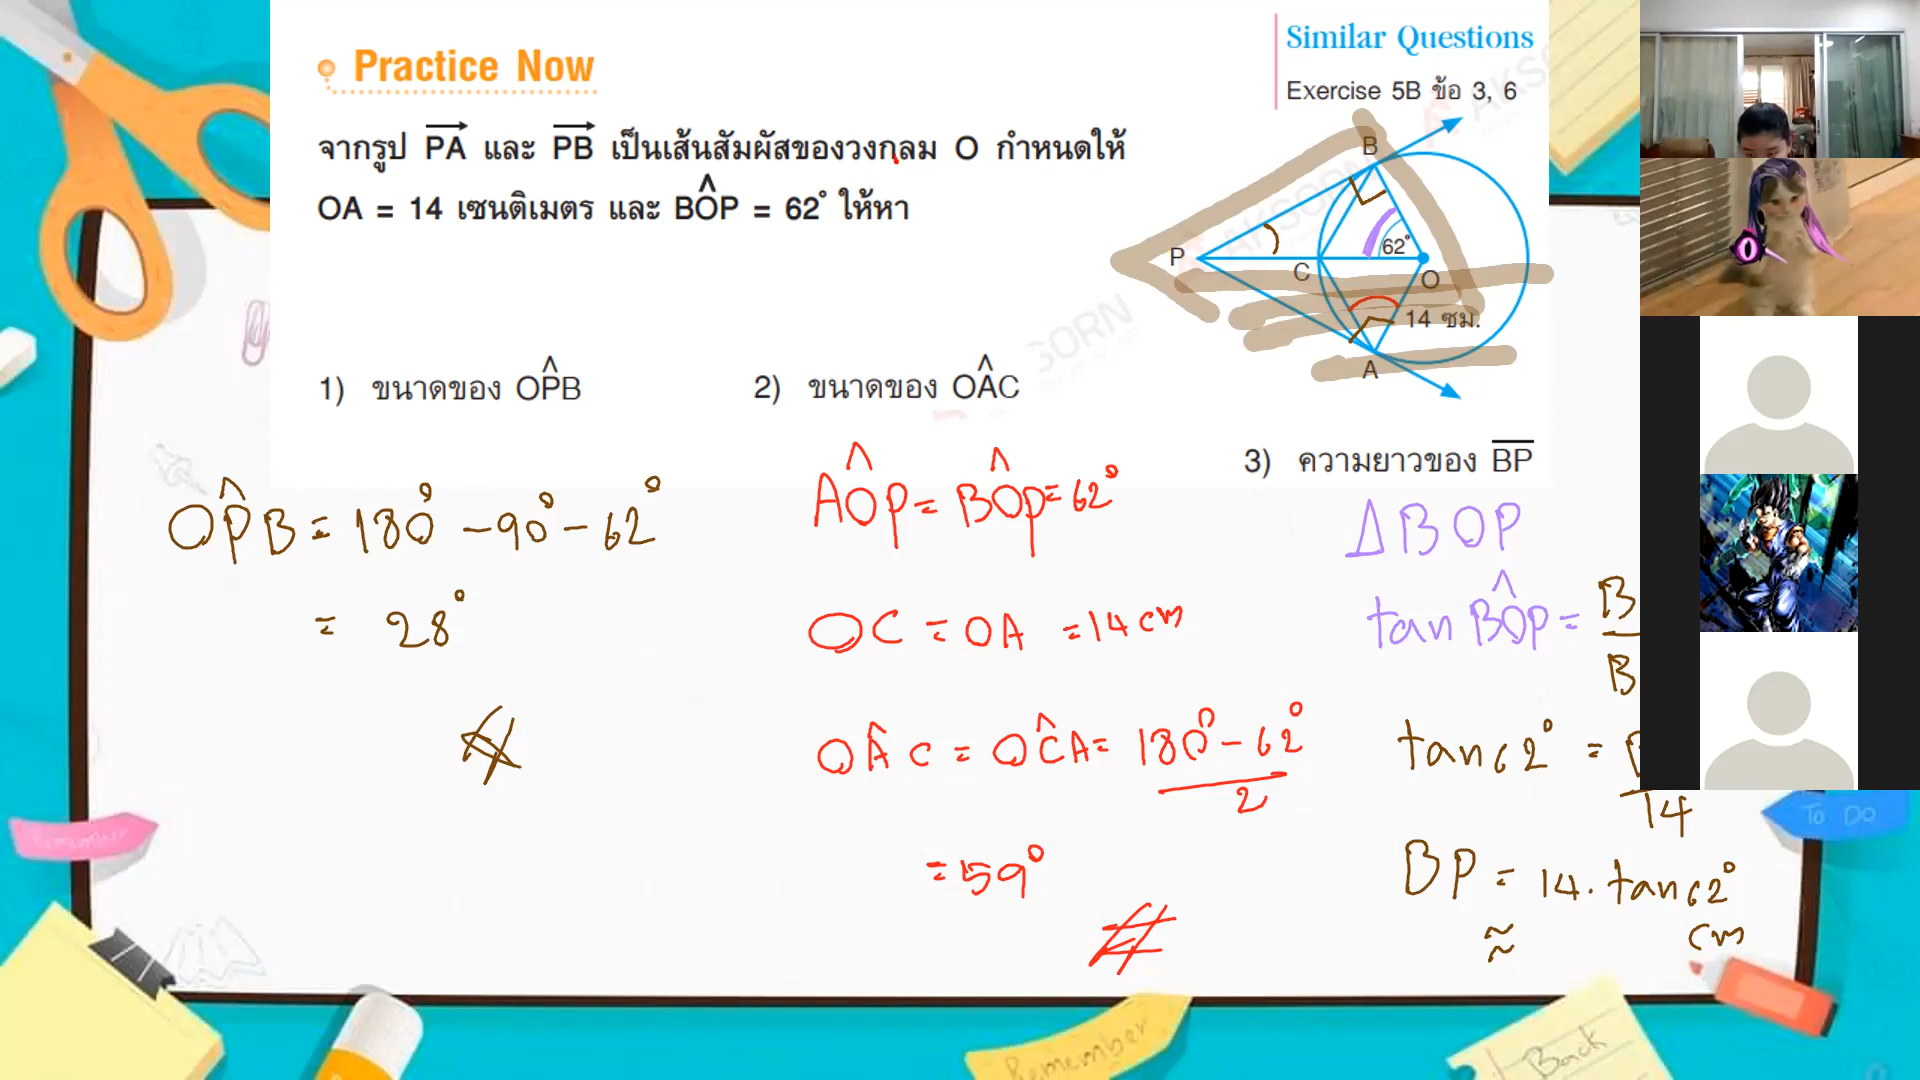 Practice Now
Similar Questions
Exercise 5B ข้อ 3, 6
จากรูป PA และ PB เป็นเส้นสัมผัสของวงกลม O กำหนดให้
OA = 14 เซนติเมตร และ BÔP = 62° ให้หา
B
P
C
62°
O
14 ซม.
A
1) ขนาดของ OP̂B
2) ขนาดของ OÂC
3) ความยาวของ BP
OP̂B = 180° - 90° - 62°
= 28°
AÔP = BÔP = 62°
OC = OA = 14 cm
OÂC = OĈA = 180° - 62°
2
= 59°
ΔBOP
tan BÔP = B
B
tan 62° =
14
BP = 14 . tan 62°
≈ cm
AKSORN
Remember
To DO
Remember
Back